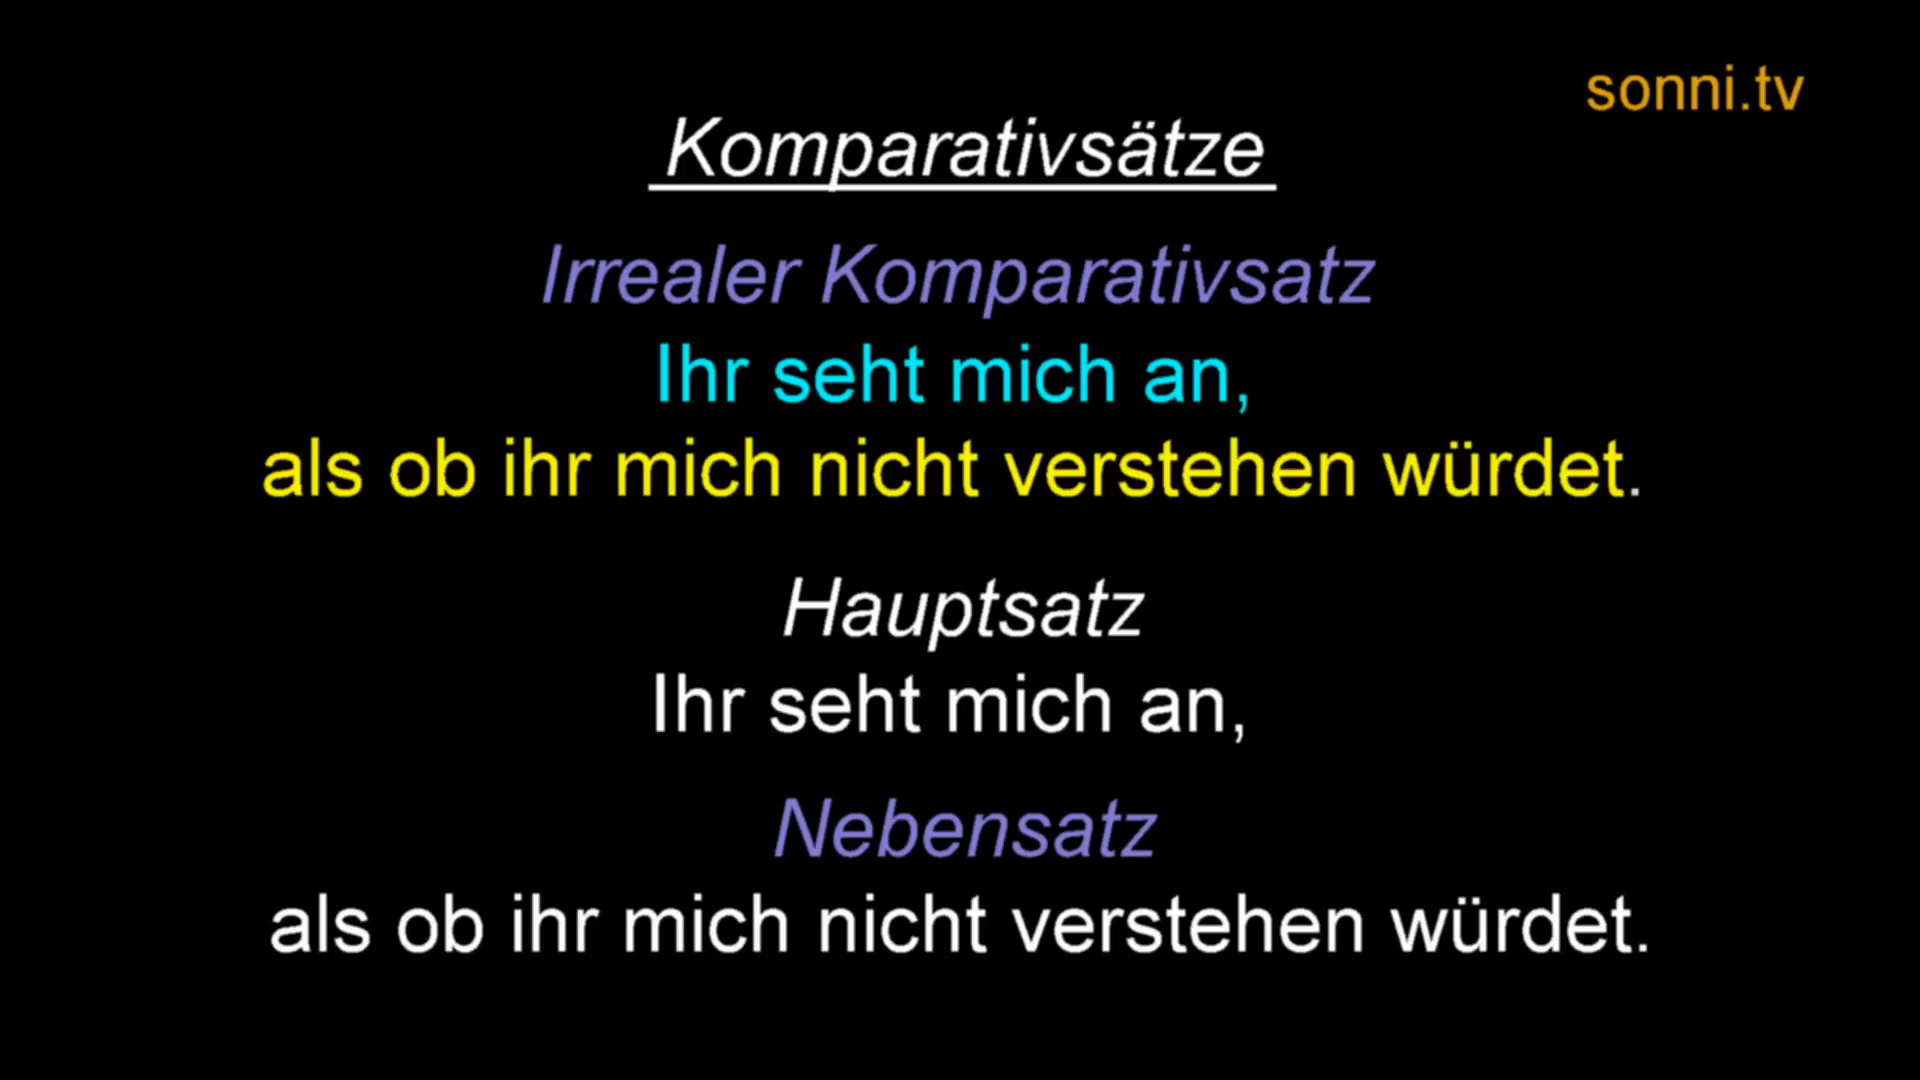 sonni.tv
Komparativsätze
Irrealer Komparativsatz
Ihr seht mich an,
als ob ihr mich nicht verstehen würdet.
Hauptsatz
Ihr seht mich an,
Nebensatz
als ob ihr mich nicht verstehen würdet.